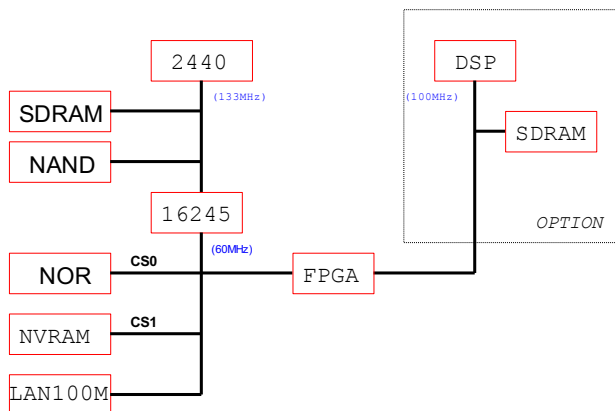 2440
DSP
(133MHz)
(100MHz)
SDRAM
SDRAM
NAND
16245
OPTION
(60MHz)
CS0
NOR
FPGA
CS1
NVRAM
LAN100M